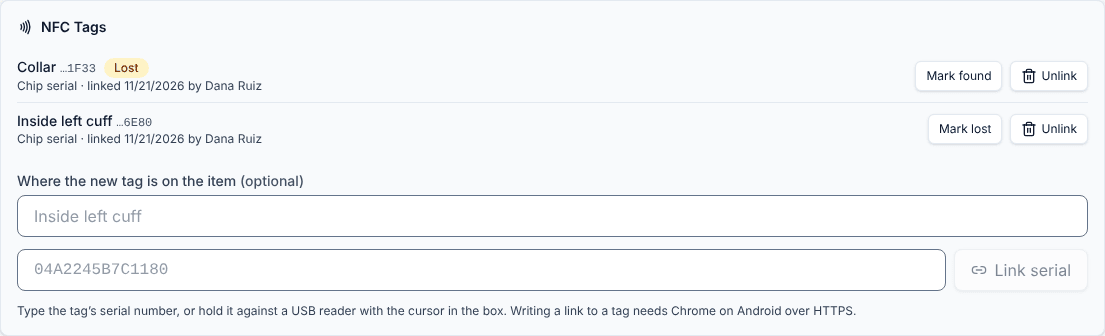 NFC Tags
Collar …1F33 Lost
Chip serial · linked 11/21/2026 by Dana Ruiz
Mark found
Unlink
Inside left cuff …6E80
Chip serial · linked 11/21/2026 by Dana Ruiz
Mark lost
Unlink
Where the new tag is on the item (optional)
Inside left cuff
04A2245B7C1180
Link serial
Type the tag’s serial number, or hold it against a USB reader with the cursor in the box. Writing a link to a tag needs Chrome on Android over HTTPS.